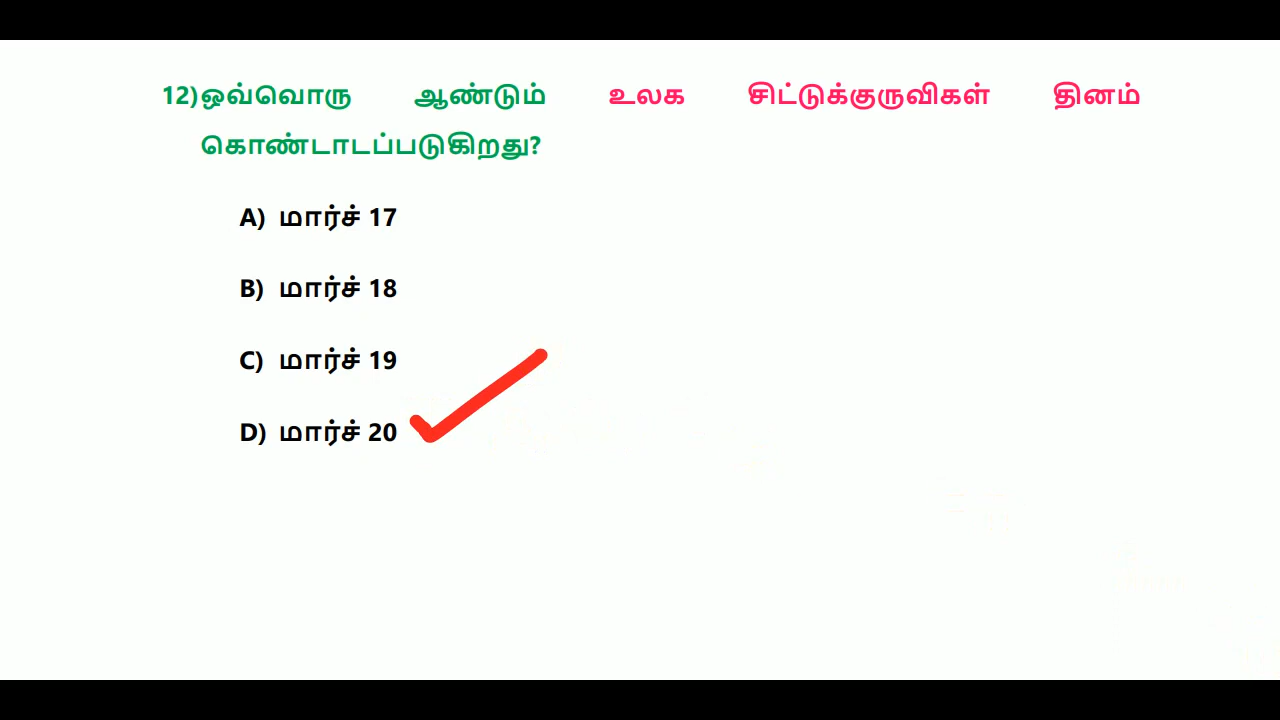 12)ஒவ்வொரு ஆண்டும் உலக சிட்டுக்குருவிகள் தினம்
கொண்டாடப்படுகிறது?
A) மார்ச் 17
B) மார்ச் 18
C) மார்ச் 19
D) மார்ச் 20